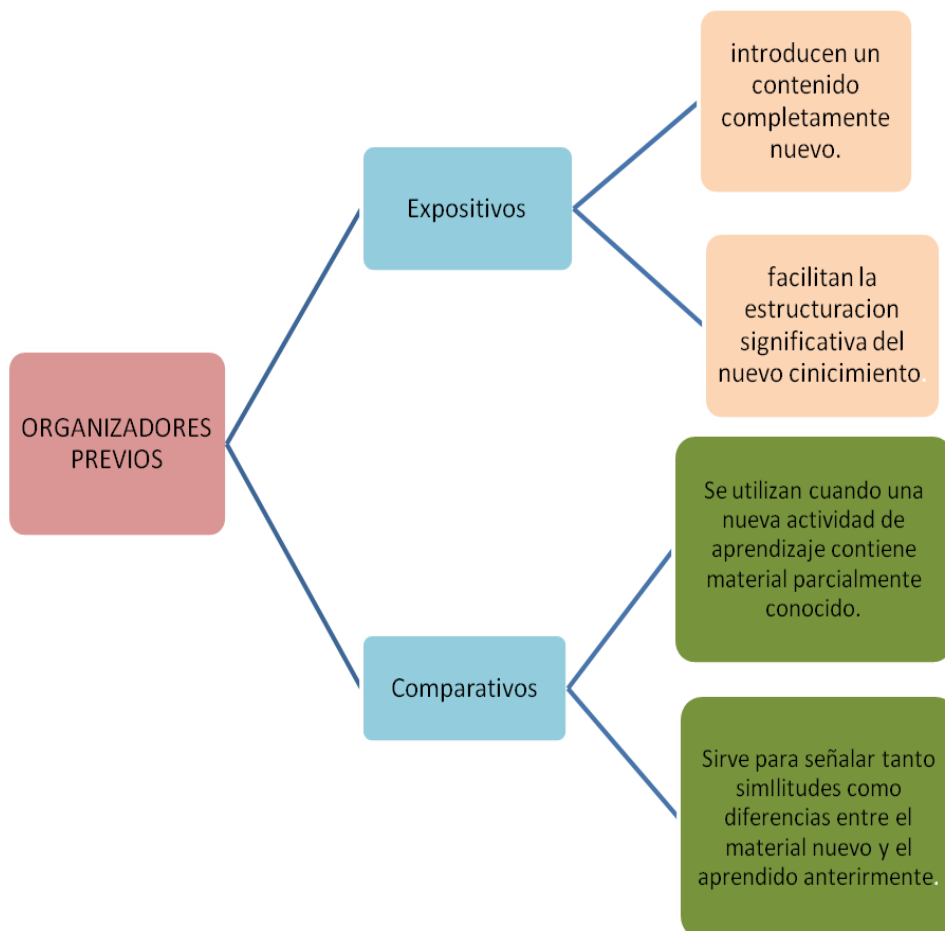 introducen un
contenido
completamente
nuevo.
Expositivos
facilitan la
estructuracion
significativa del
nuevo cinicimiento.
ORGANIZADORES
PREVIOS
Se utilizan cuando una
nueva actividad de
aprendizaje contiene
material parcialmente
conocido.
Comparativos
Sirve para señalar tanto
simIlitudes como
diferencias entre el
material nuevo y el
aprendido anterirmente.